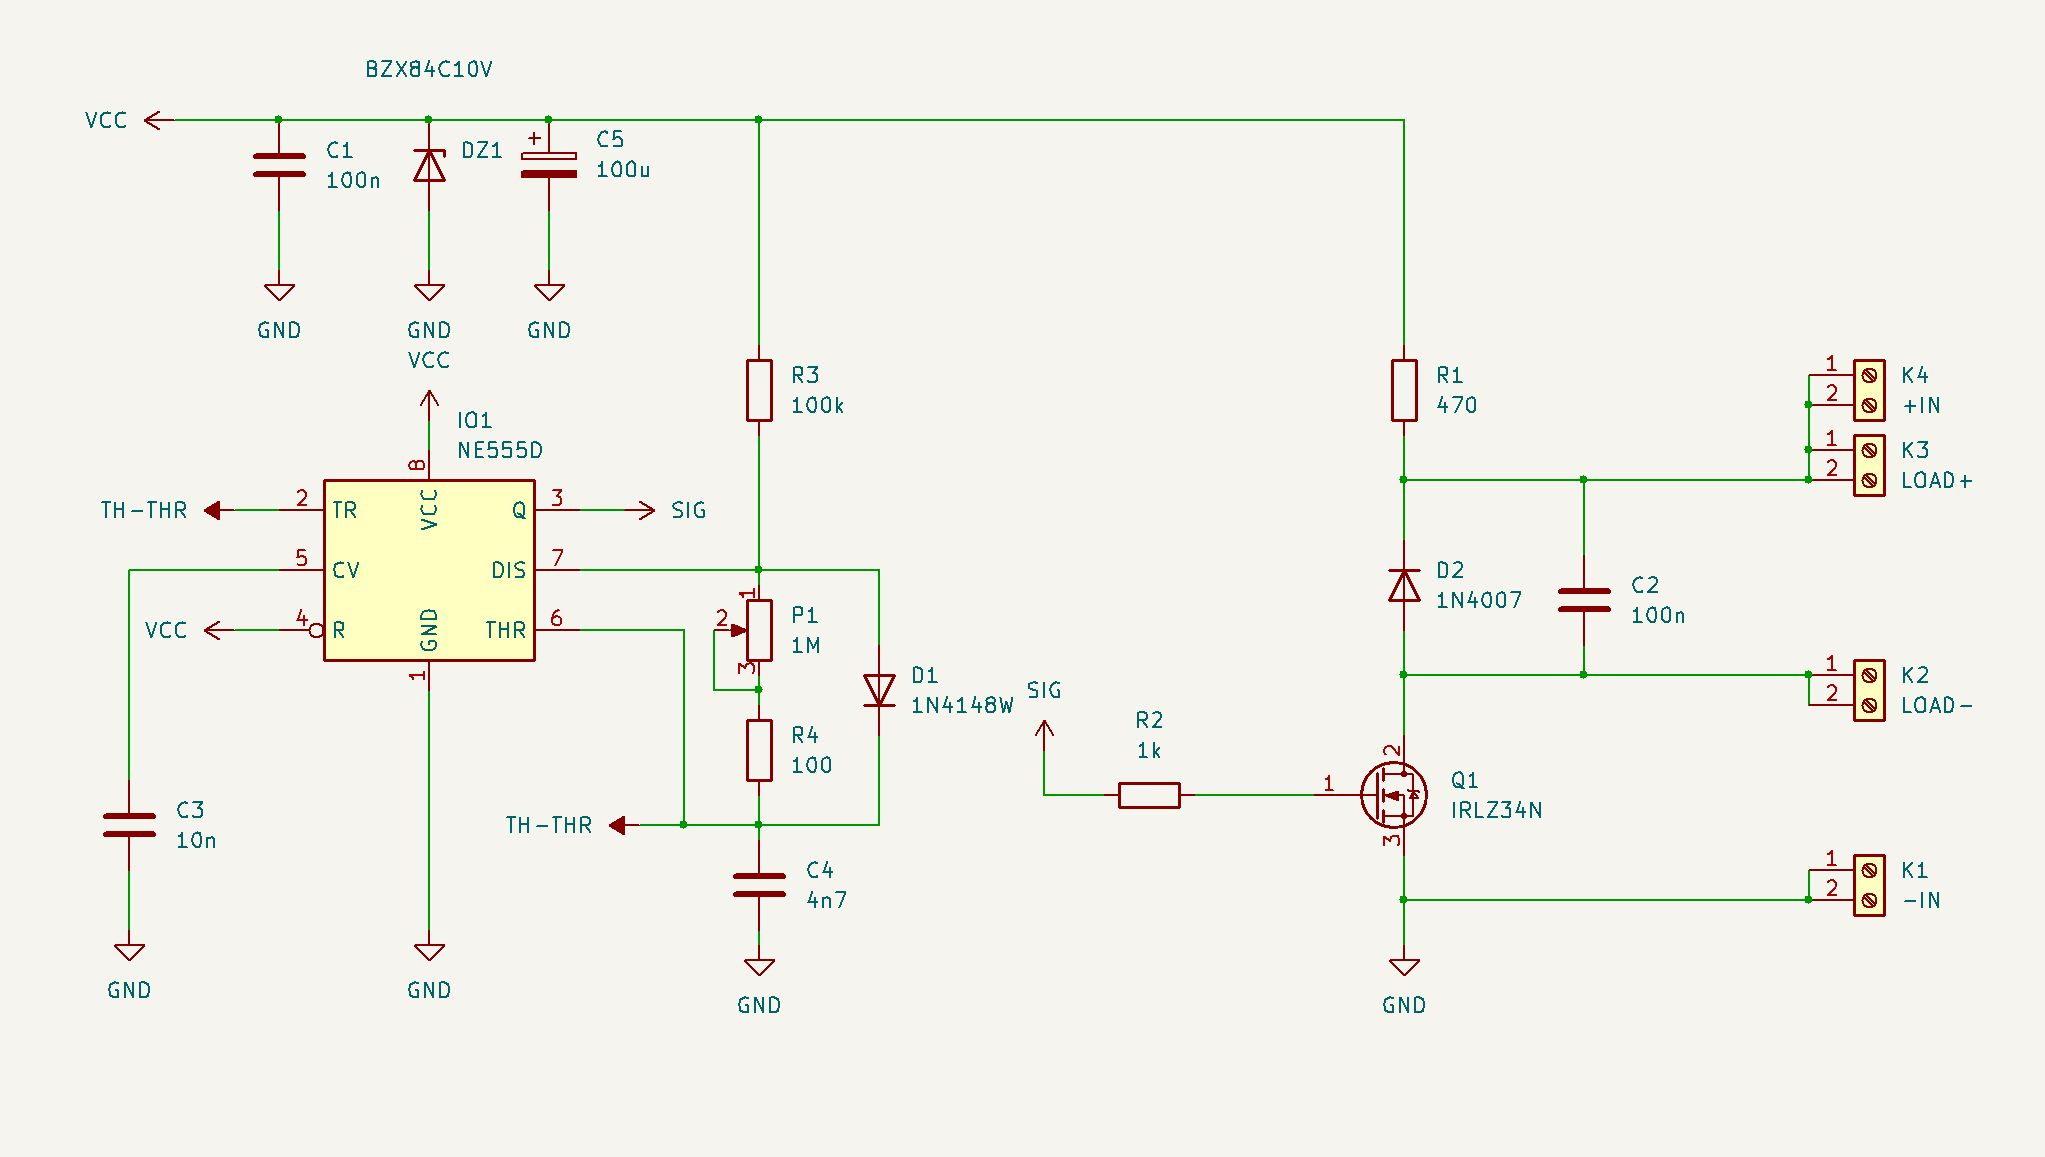 BZX84C10V
VCC
C1
100n
DZ1
+
C5
100u
GND
GND
GND
VCC
IO1
NE555D
8
VCC
TH-THR
2
TR
Q
3
SIG
5
CV
DIS
7
VCC
4
R
GND
THR
6
1
C3
10n
GND
GND
R3
100k
1
2
P1
1M
3
R4
100
D1
1N4148W
TH-THR
C4
4n7
GND
SIG
R2
1k
R1
470
D2
1N4007
C2
100n
1
2
3
Q1
IRLZ34N
GND
1
K4
2
+IN
1
K3
2
LOAD+
1
K2
2
LOAD-
1
K1
2
-IN